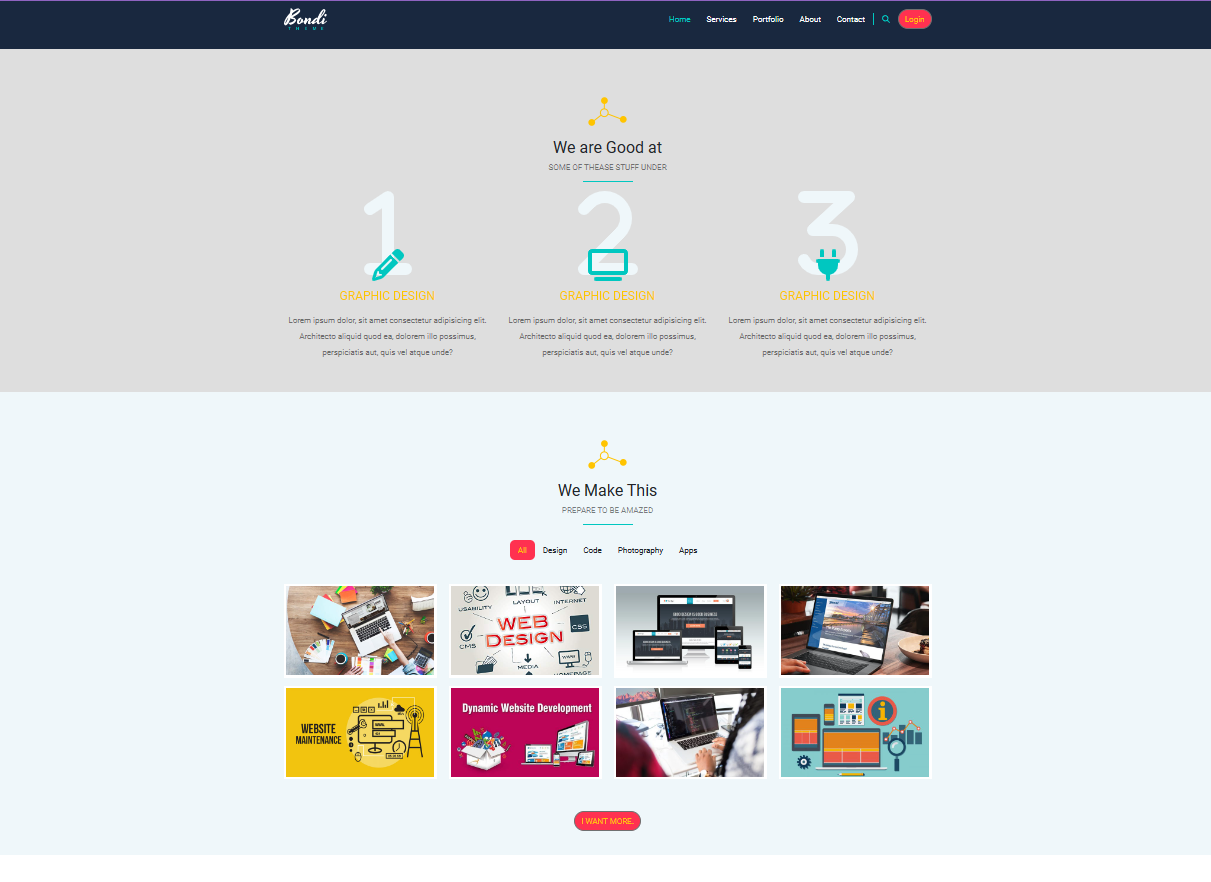 Bondi
THEME
Home Services Portfolio About Contact Login
We are Good at
SOME OF THEASE STUFF UNDER
1 2 3
GRAPHIC DESIGN GRAPHIC DESIGN GRAPHIC DESIGN
Lorem ipsum dolor, sit amet consectetur adipisicing elit. Lorem ipsum dolor, sit amet consectetur adipisicing elit. Lorem ipsum dolor, sit amet consectetur adipisicing elit.
Architecto aliquid quod ea, dolorem illo possimus, Architecto aliquid quod ea, dolorem illo possimus, Architecto aliquid quod ea, dolorem illo possimus,
perspiciatis aut, quis vel atque unde? perspiciatis aut, quis vel atque unde? perspiciatis aut, quis vel atque unde?
We Make This
PREPARE TO BE AMAZED
All Design Code Photography Apps
USABILITY LAYOUT INTERNET
WEB
DESIGN
CSS
CMS
MEDIA
HOMEPAGE
WEBSITE
MAINTENANCE
Dynamic Website Development
I WANT MORE.